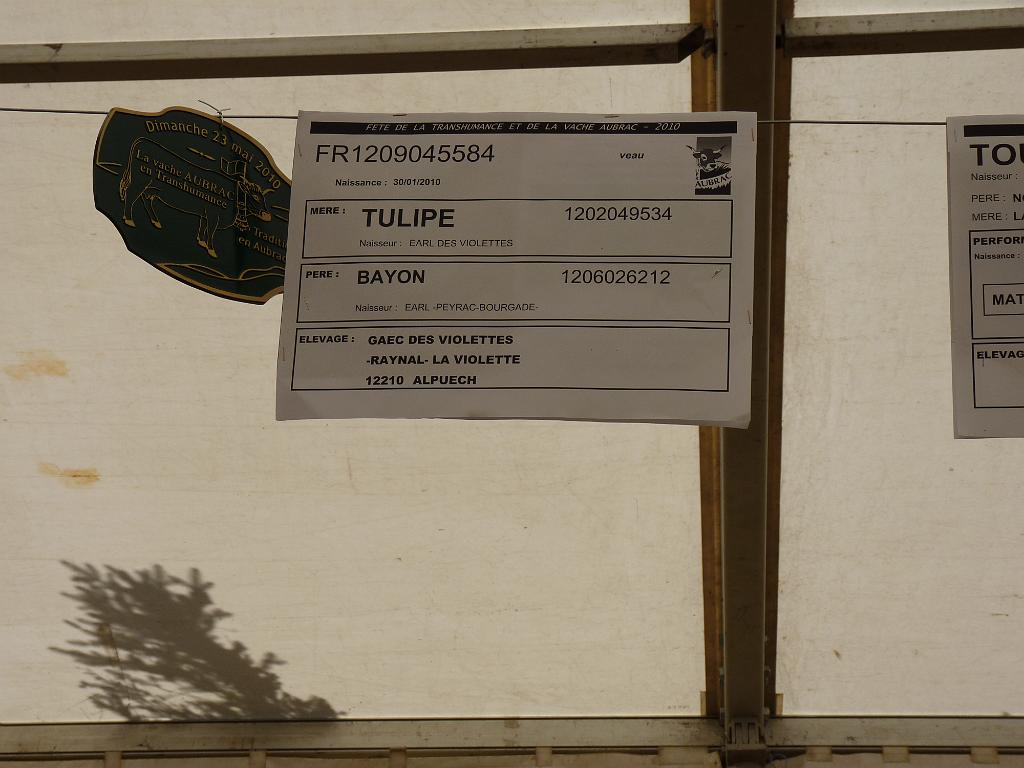 Dimanche 23 mai 2010
La vache AUBRAC
en Transhumance
en Aubrac
FETE DE LA TRANSHUMANCE ET DE LA VACHE AUBRAC - 2010
FR1209045584 veau
AUBRAC
Naissance : 30/01/2010
MERE : TULIPE 1202049534
Naisseur : EARL DES VIOLETTES
PERE : BAYON 1206026212
Naisseur : EARL -PEYRAC-BOURGADE-
ELEVAGE : GAEC DES VIOLETTES
-RAYNAL- LA VIOLETTE
12210 ALPUECH
TOU
Naisseur :
PERE : N
MERE : LA
PERFOR
Naissance :
MAT
ELEVAG